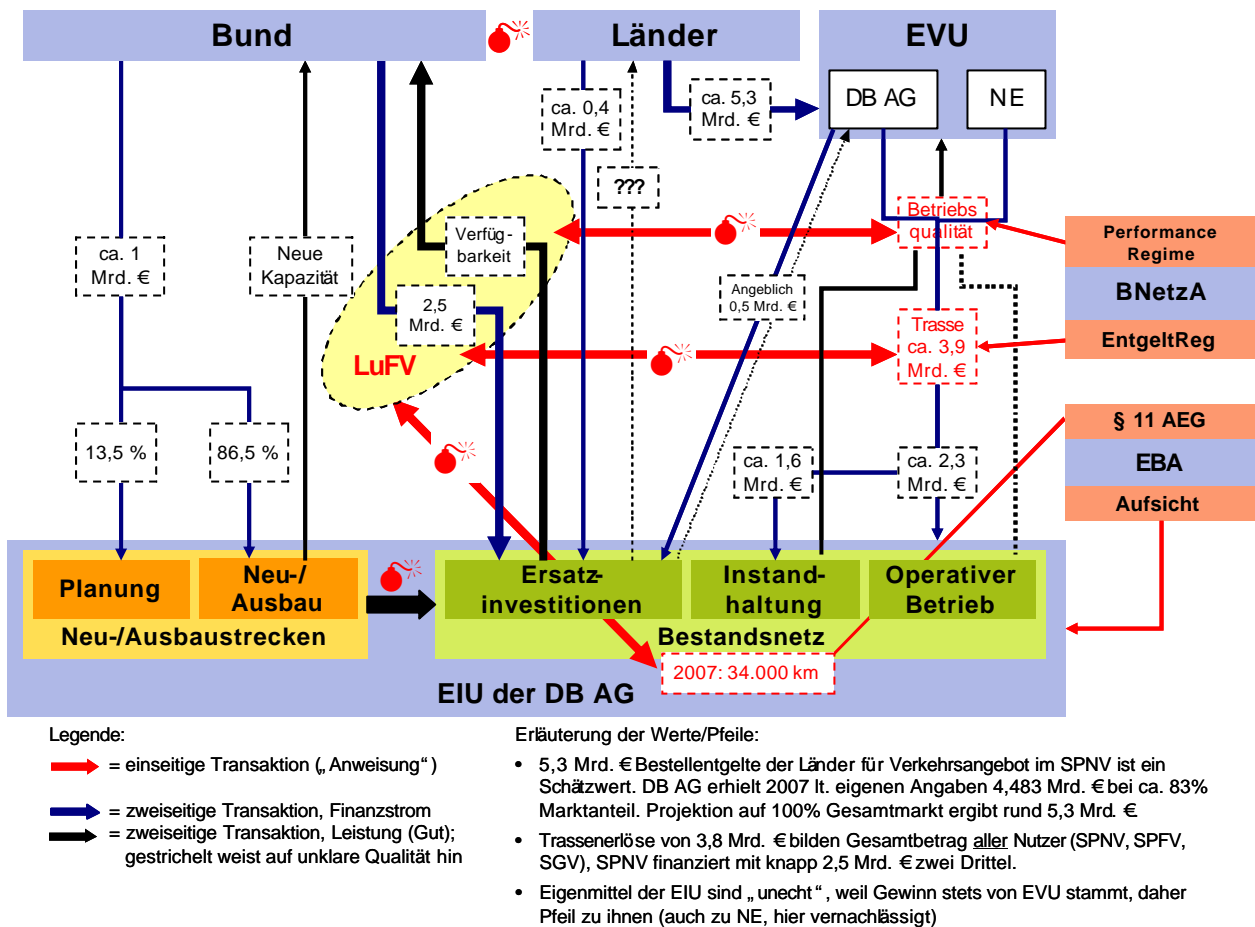 Bund
Länder
EVU
DB AG
NE
ca. 0,4
Mrd. €
ca. 5,3
Mrd. €
???
Betriebs
qualität
Performance
Regime
BNetzA
EntgeltReg
ca. 1
Mrd. €
Neue
Kapazität
Verfüg-
barkeit
2,5
Mrd. €
LuFV
Angeblich
0,5 Mrd. €
Trasse
ca. 3,9
Mrd. €
13,5 %
86,5 %
ca. 1,6
Mrd. €
ca. 2,3
Mrd. €
§ 11 AEG
EBA
Aufsicht
Planung
Neu-/
Ausbau
Neu-/Ausbaustrecken
Ersatz-
investitionen
Instand-
haltung
Operativer
Betrieb
Bestandsnetz
2007: 34.000 km
EIU der DB AG
Legende:
= einseitige Transaktion („Anweisung“)
= zweiseitige Transaktion, Finanzstrom
= zweiseitige Transaktion, Leistung (Gut);
gestrichelt weist auf unklare Qualität hin
Erläuterung der Werte/Pfeile:
• 5,3 Mrd. € Bestellentgelte der Länder für Verkehrsangebot im SPNV ist ein
Schätzwert. DB AG erhielt 2007 lt. eigenen Angaben 4,483 Mrd. € bei ca. 83%
Marktanteil. Projektion auf 100% Gesamtmarkt ergibt rund 5,3 Mrd. €
• Trassenerlöse von 3,8 Mrd. € bilden Gesamtbetrag aller Nutzer (SPNV, SPFV,
SGV), SPNV finanziert mit knapp 2,5 Mrd. € zwei Drittel.
• Eigenmittel der EIU sind „unecht“, weil Gewinn stets von EVU stammt, daher
Pfeil zu ihnen (auch zu NE, hier vernachlässigt)